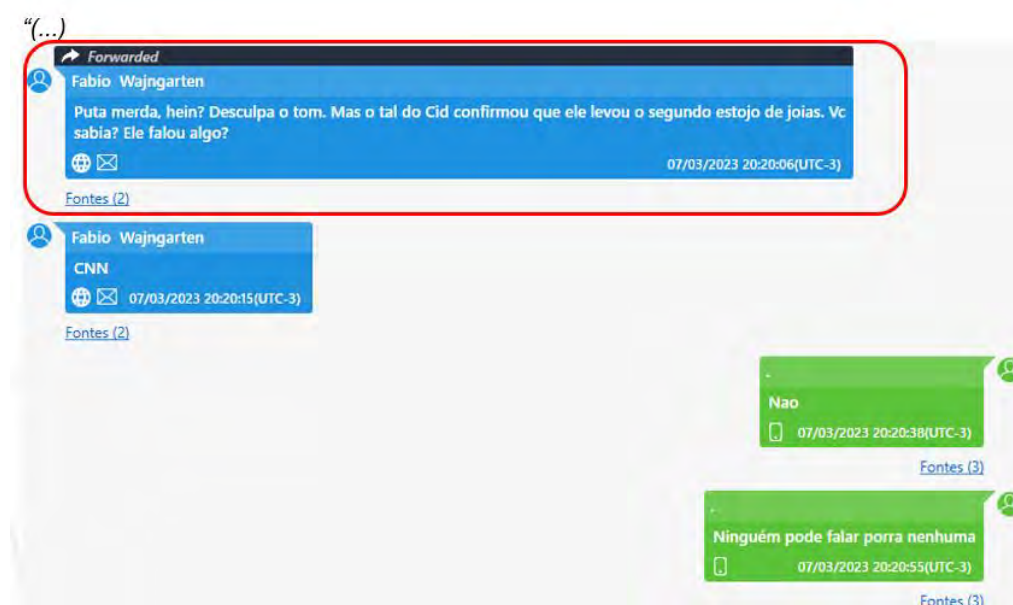 “(...)
Forwarded
Fabio Wajngarten
Puta merda, hein? Desculpa o tom. Mas o tal do Cid confirmou que ele levou o segundo estojo de joias. Vc
sabia? Ele falou algo?
07/03/2023 20:20:06(UTC-3)
Fontes (2)
Fabio Wajngarten
CNN
07/03/2023 20:20:15(UTC-3)
Fontes (2)
.
Nao
07/03/2023 20:20:38(UTC-3)
Fontes (3)
.
Ninguém pode falar porra nenhuma
07/03/2023 20:20:55(UTC-3)
Fontes (3)